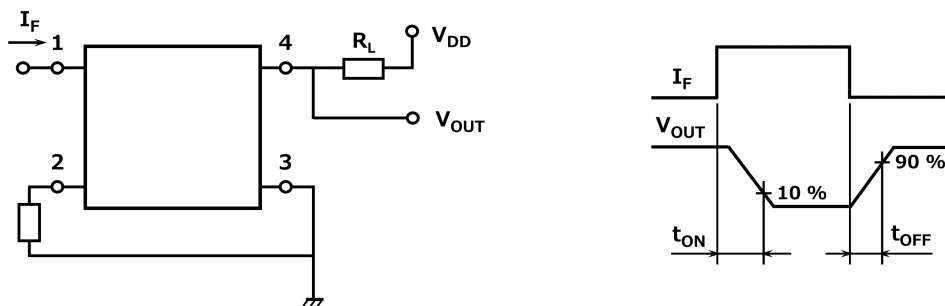 I_F
1
4
R_L
V_DD
V_OUT
2
3
I_F
V_OUT
10 %
90 %
t_ON
t_OFF